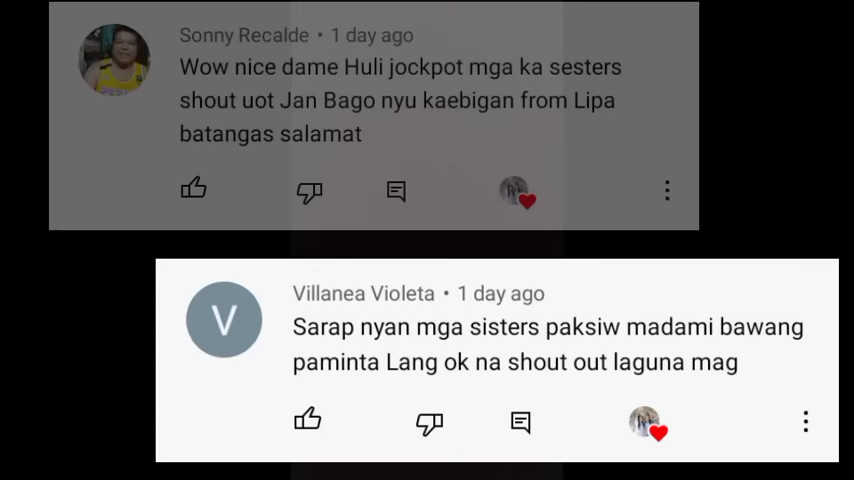 Sonny Recalde • 1 day ago
Wow nice dame Huli jockpot mga ka sesters
shout uot Jan Bago nyu kaebigan from Lipa
batangas salamat
V
Villanea Violeta • 1 day ago
Sarap nyan mga sisters paksiw madami bawang
paminta Lang ok na shout out laguna mag